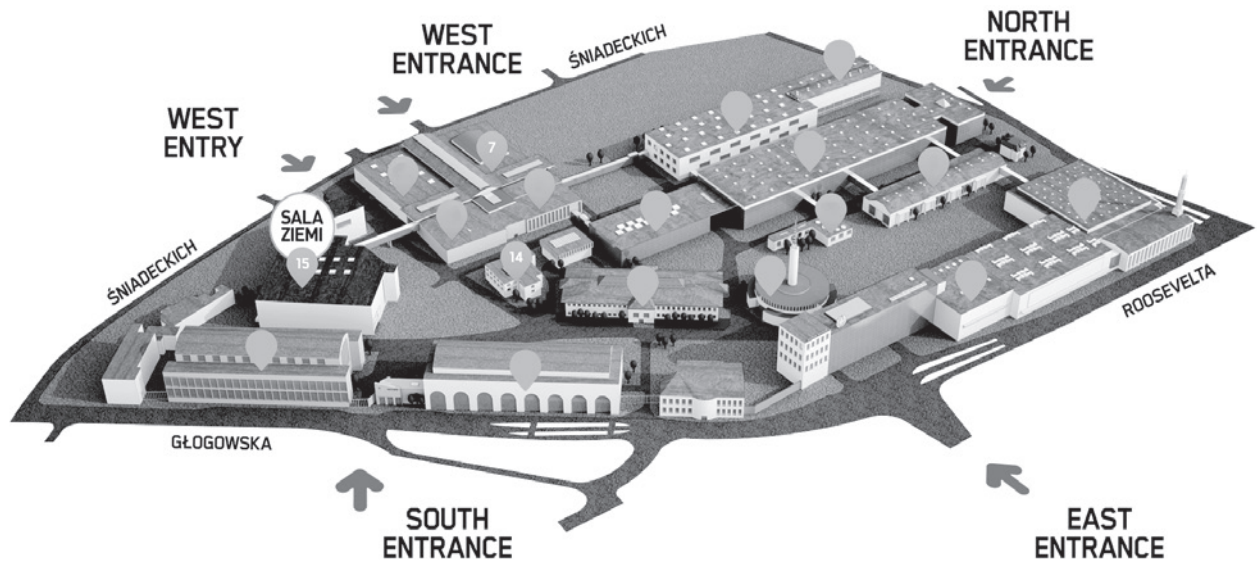 WEST
ENTRANCE
ŚNIADECKICH
NORTH
ENTRANCE
WEST
ENTRY
7
SALA
ZIEMI
15
14
ŚNIADECKICH
ROOSEVELTA
GŁOGOWSKA
SOUTH
ENTRANCE
EAST
ENTRANCE